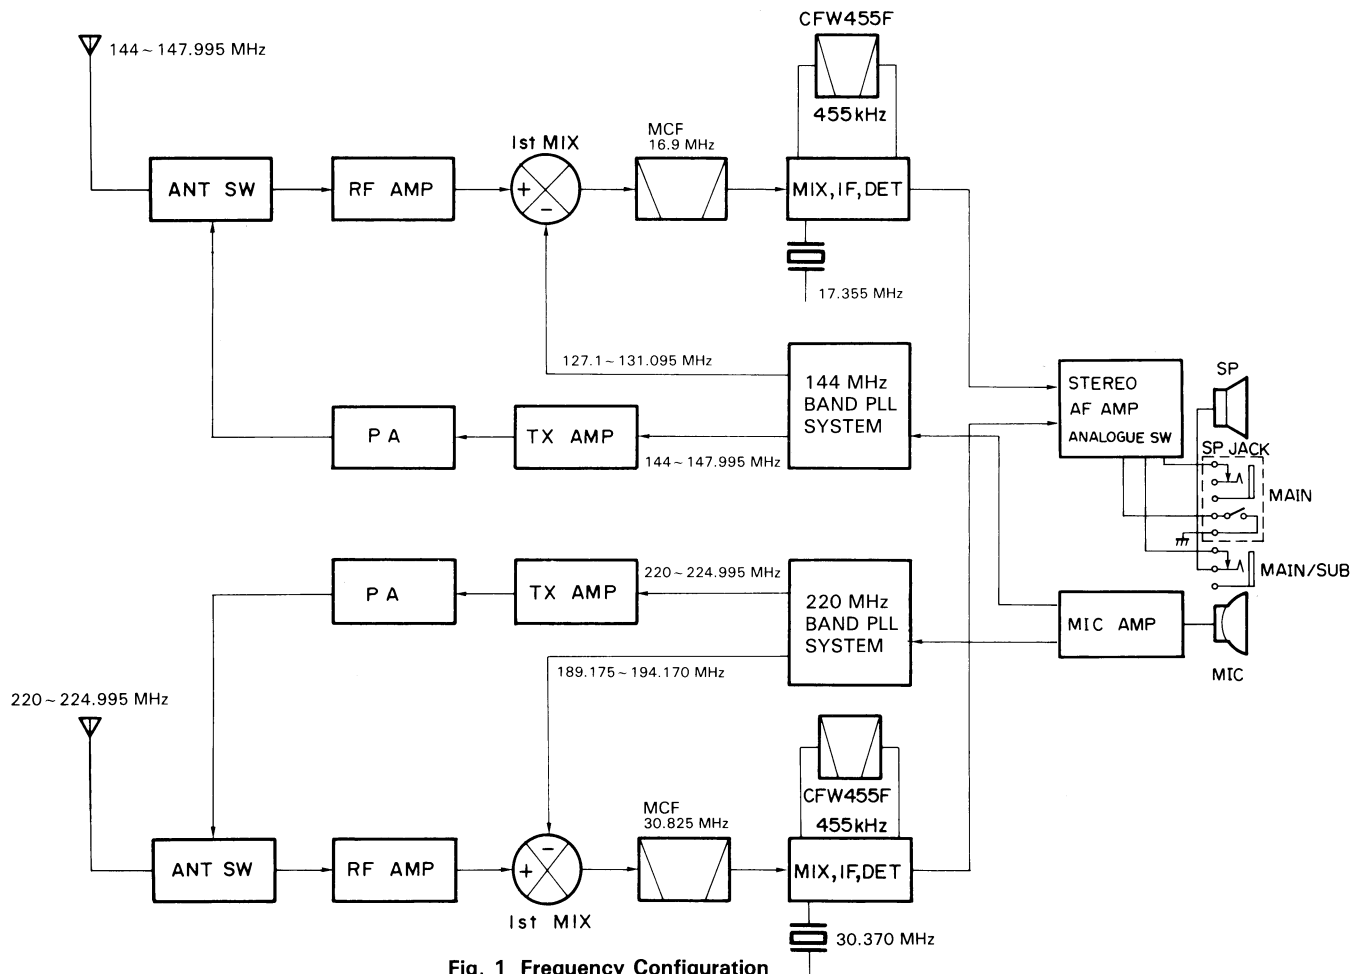 CFW455F
144~147.995 MHz
455kHz
1st MIX
MCF
16.9 MHz
ANT SW
RF AMP
+
−
MIX,IF,DET
17.355 MHz
127.1~131.095 MHz
144 MHz
BAND PLL
SYSTEM
STEREO
AF AMP
ANALOGUE SW
SP
PA
TX AMP
144~147.995 MHz
SP JACK
MAIN
PA
TX AMP
220~224.995 MHz
220 MHz
BAND PLL
SYSTEM
MAIN/SUB
MIC AMP
MIC
189.175~194.170 MHz
220~224.995 MHz
CFW455F
455kHz
MCF
30.825 MHz
ANT SW
RF AMP
−
+
1st MIX
MIX,IF,DET
30.370 MHz
Fig. 1 Frequency Configuration